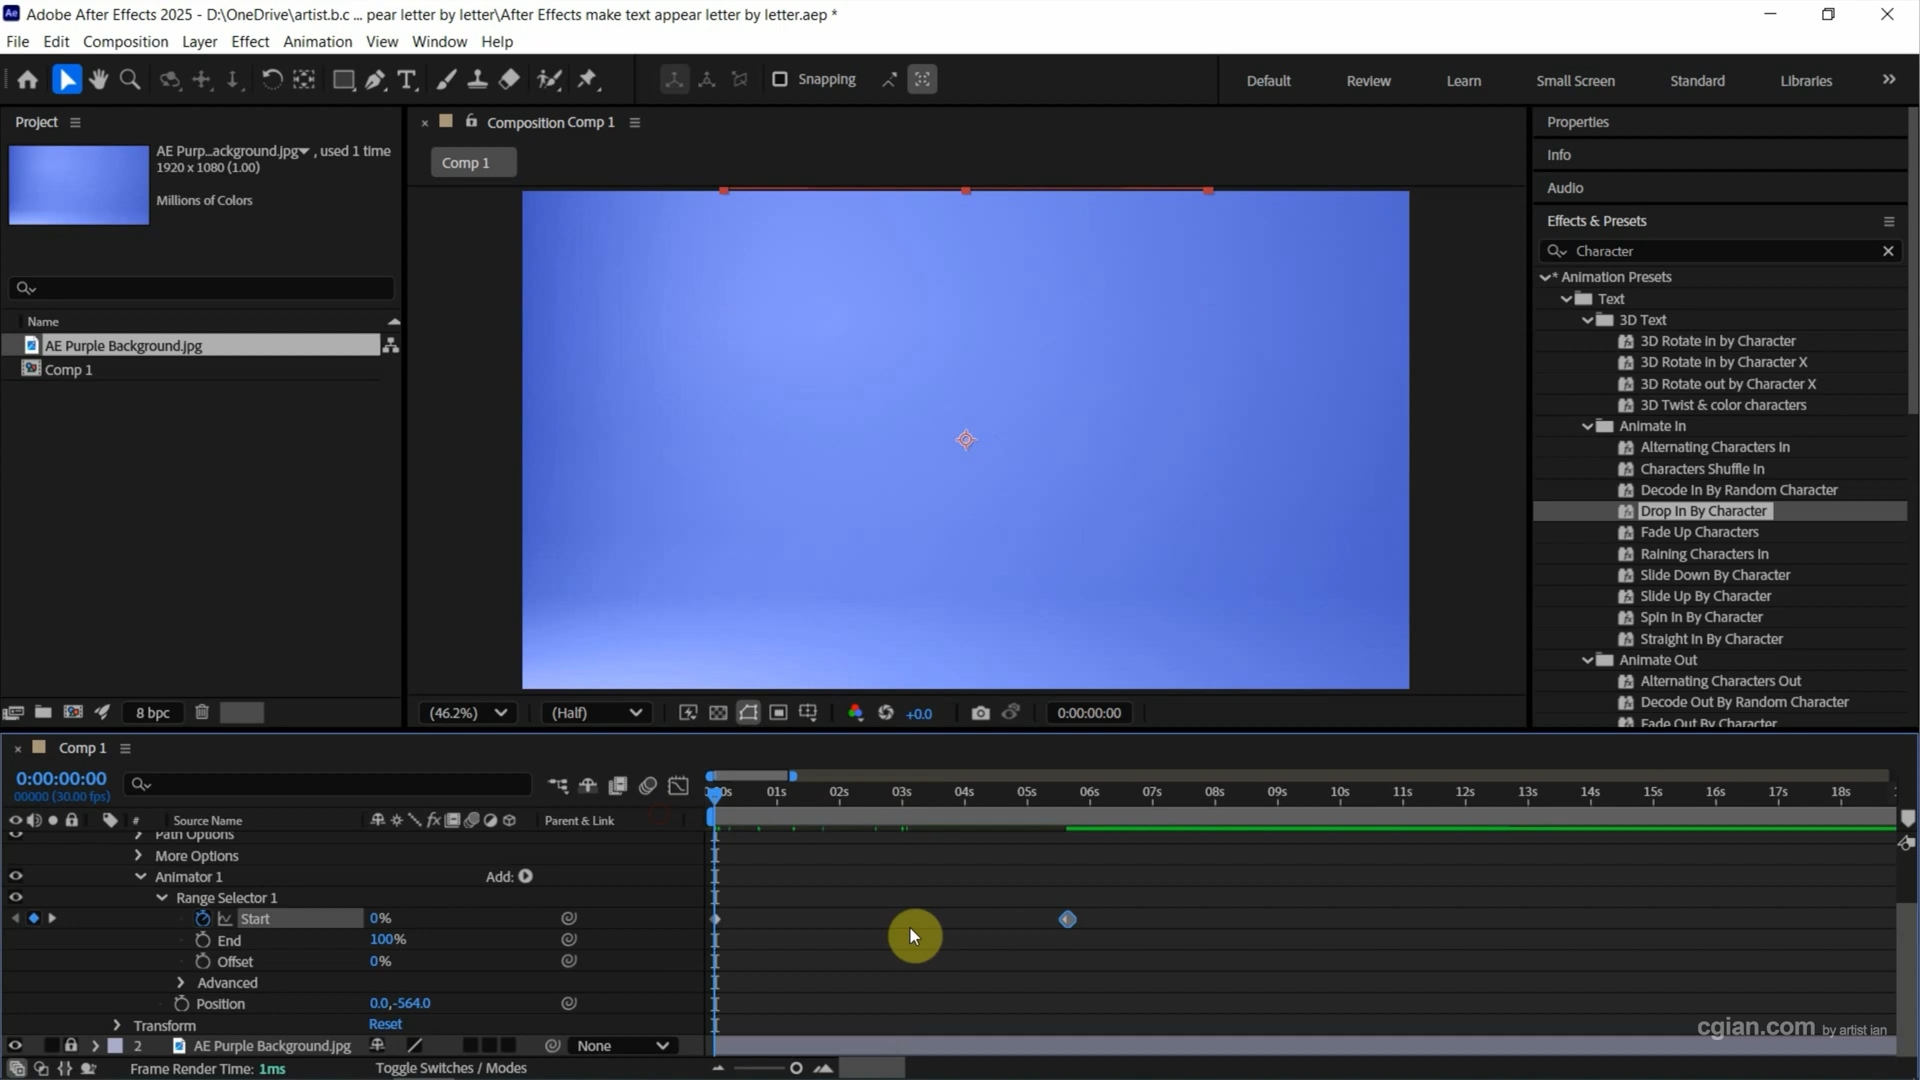 Adobe After Effects 2025 - D:\OneDrive\artist.b.c ... pear letter by letter\After Effects make text appear letter by letter.aep *
File Edit Composition Layer Effect Animation View Window Help
Snapping
Default Review Learn Small Screen Standard Libraries
Project
AE Purp...ackground.jpg , used 1 time
1920 x 1080 (1.00)
Millions of Colors
Name
AE Purple Background.jpg
Comp 1
8 bpc
Composition Comp 1
Comp 1
(46.2%) (Half) +0.0 0:00:00:00
Properties
Info
Audio
Effects & Presets
Character
* Animation Presets
Text
3D Text
3D Rotate in by Character
3D Rotate in by Character X
3D Rotate out by Character X
3D Twist & color characters
Animate In
Alternating Characters In
Characters Shuffle In
Decode In By Random Character
Drop In By Character
Fade Up Characters
Raining Characters In
Slide Down By Character
Slide Up By Character
Spin In By Character
Straight In By Character
Animate Out
Alternating Characters Out
Decode Out By Random Character
Fade Out By Character
Comp 1
0:00:00:00
00000 (30.00 fps)
01s 02s 03s 04s 05s 06s 07s 08s 09s 10s 11s 12s 13s 14s 15s 16s 17s 18s
# Source Name Parent & Link
Path Options
More Options
Animator 1 Add:
Range Selector 1
Start 0%
End 100%
Offset 0%
Advanced
Position 0.0,-564.0
Transform Reset
2 AE Purple Background.jpg None
Frame Render Time: 1ms Toggle Switches / Modes
cgian.com by artist ian